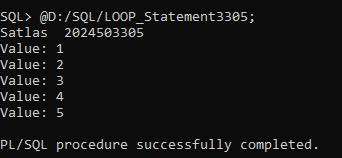 SQL> @D:/SQL/LOOP_Statement3305;
Satlas  2024503305
Value: 1
Value: 2
Value: 3
Value: 4
Value: 5
PL/SQL procedure successfully completed.